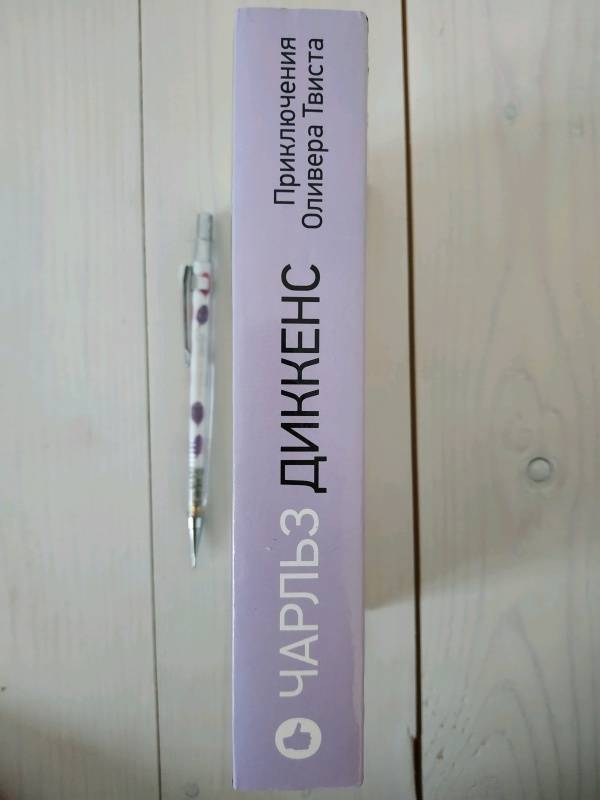 ЧАРЛЬЗ ДИККЕНС
Приключения
Оливера Твиста